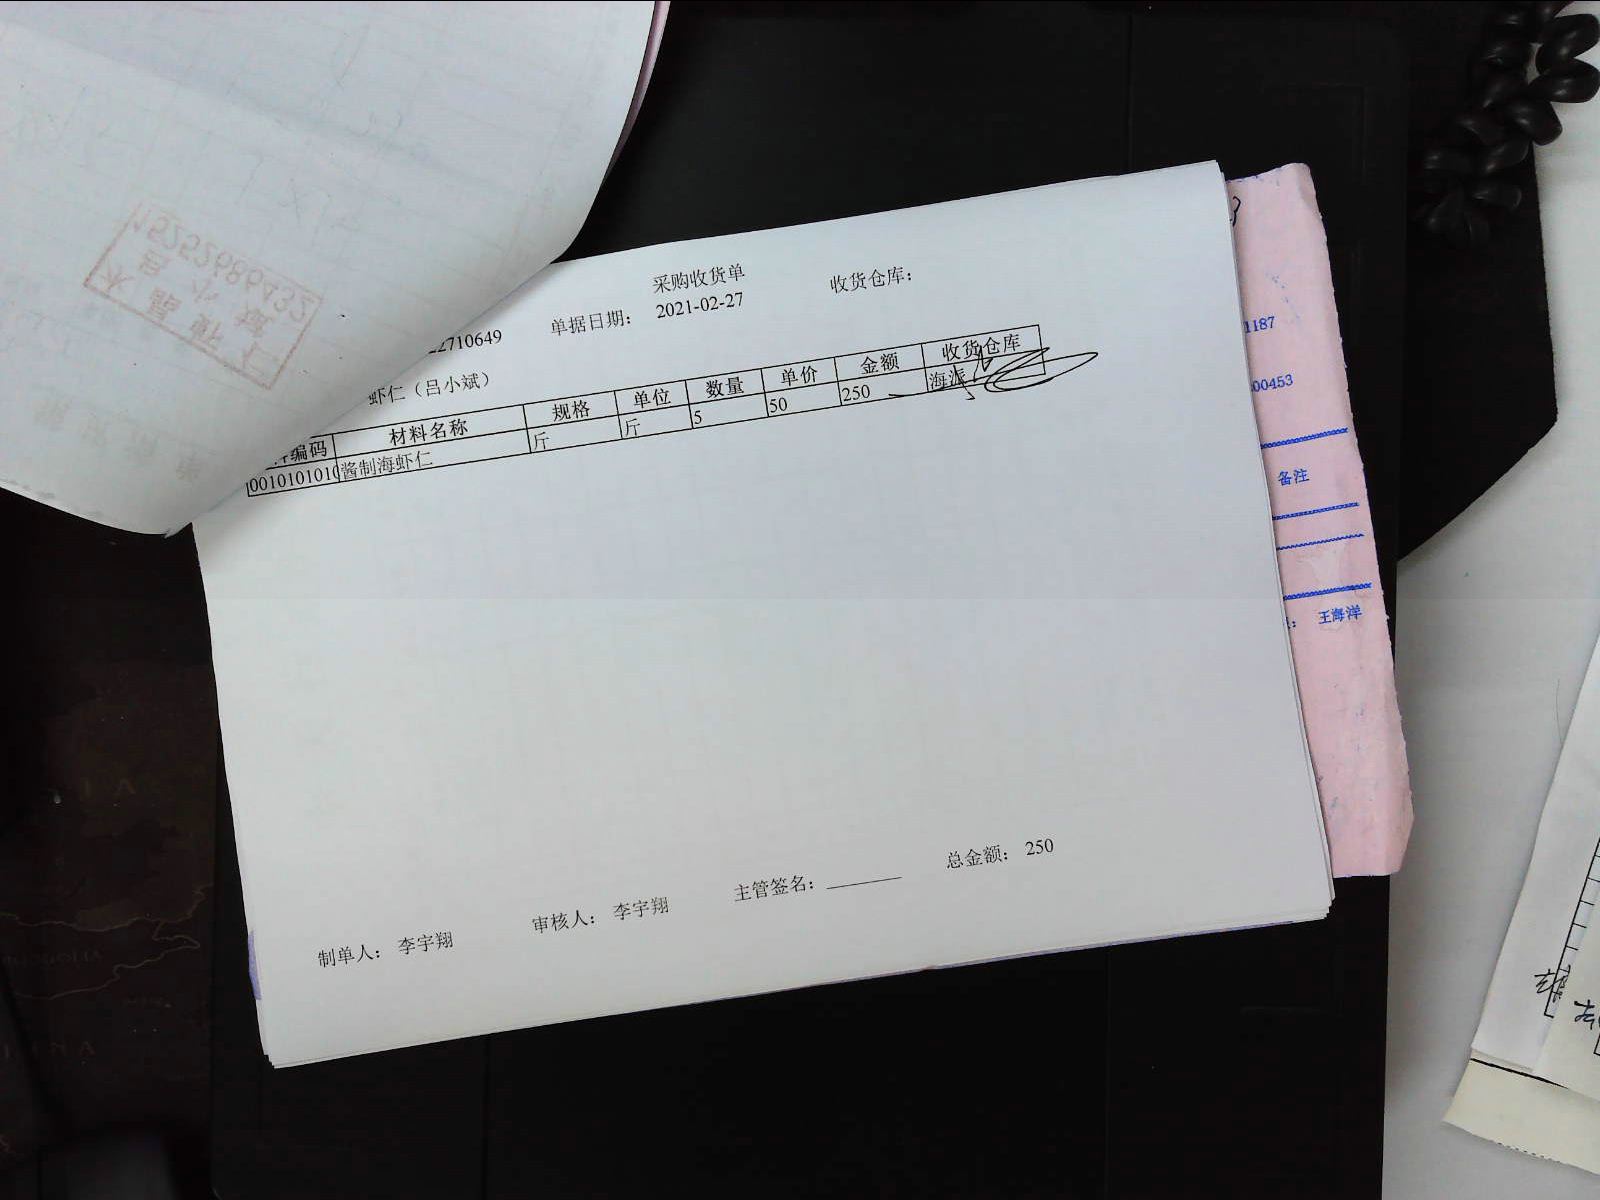 采购收货单
收货仓库：
22710649 单据日期： 2021-02-27
虾仁（吕小斌）
编码 材料名称 规格 单位 数量 单价 金额 收货仓库
0010101010 酱制海虾仁 斤 斤 5 50 250 海派
总金额： 250
制单人： 李宇翔 审核人： 李宇翔 主管签名：
1187
00453
备注
王海洋
15252686432